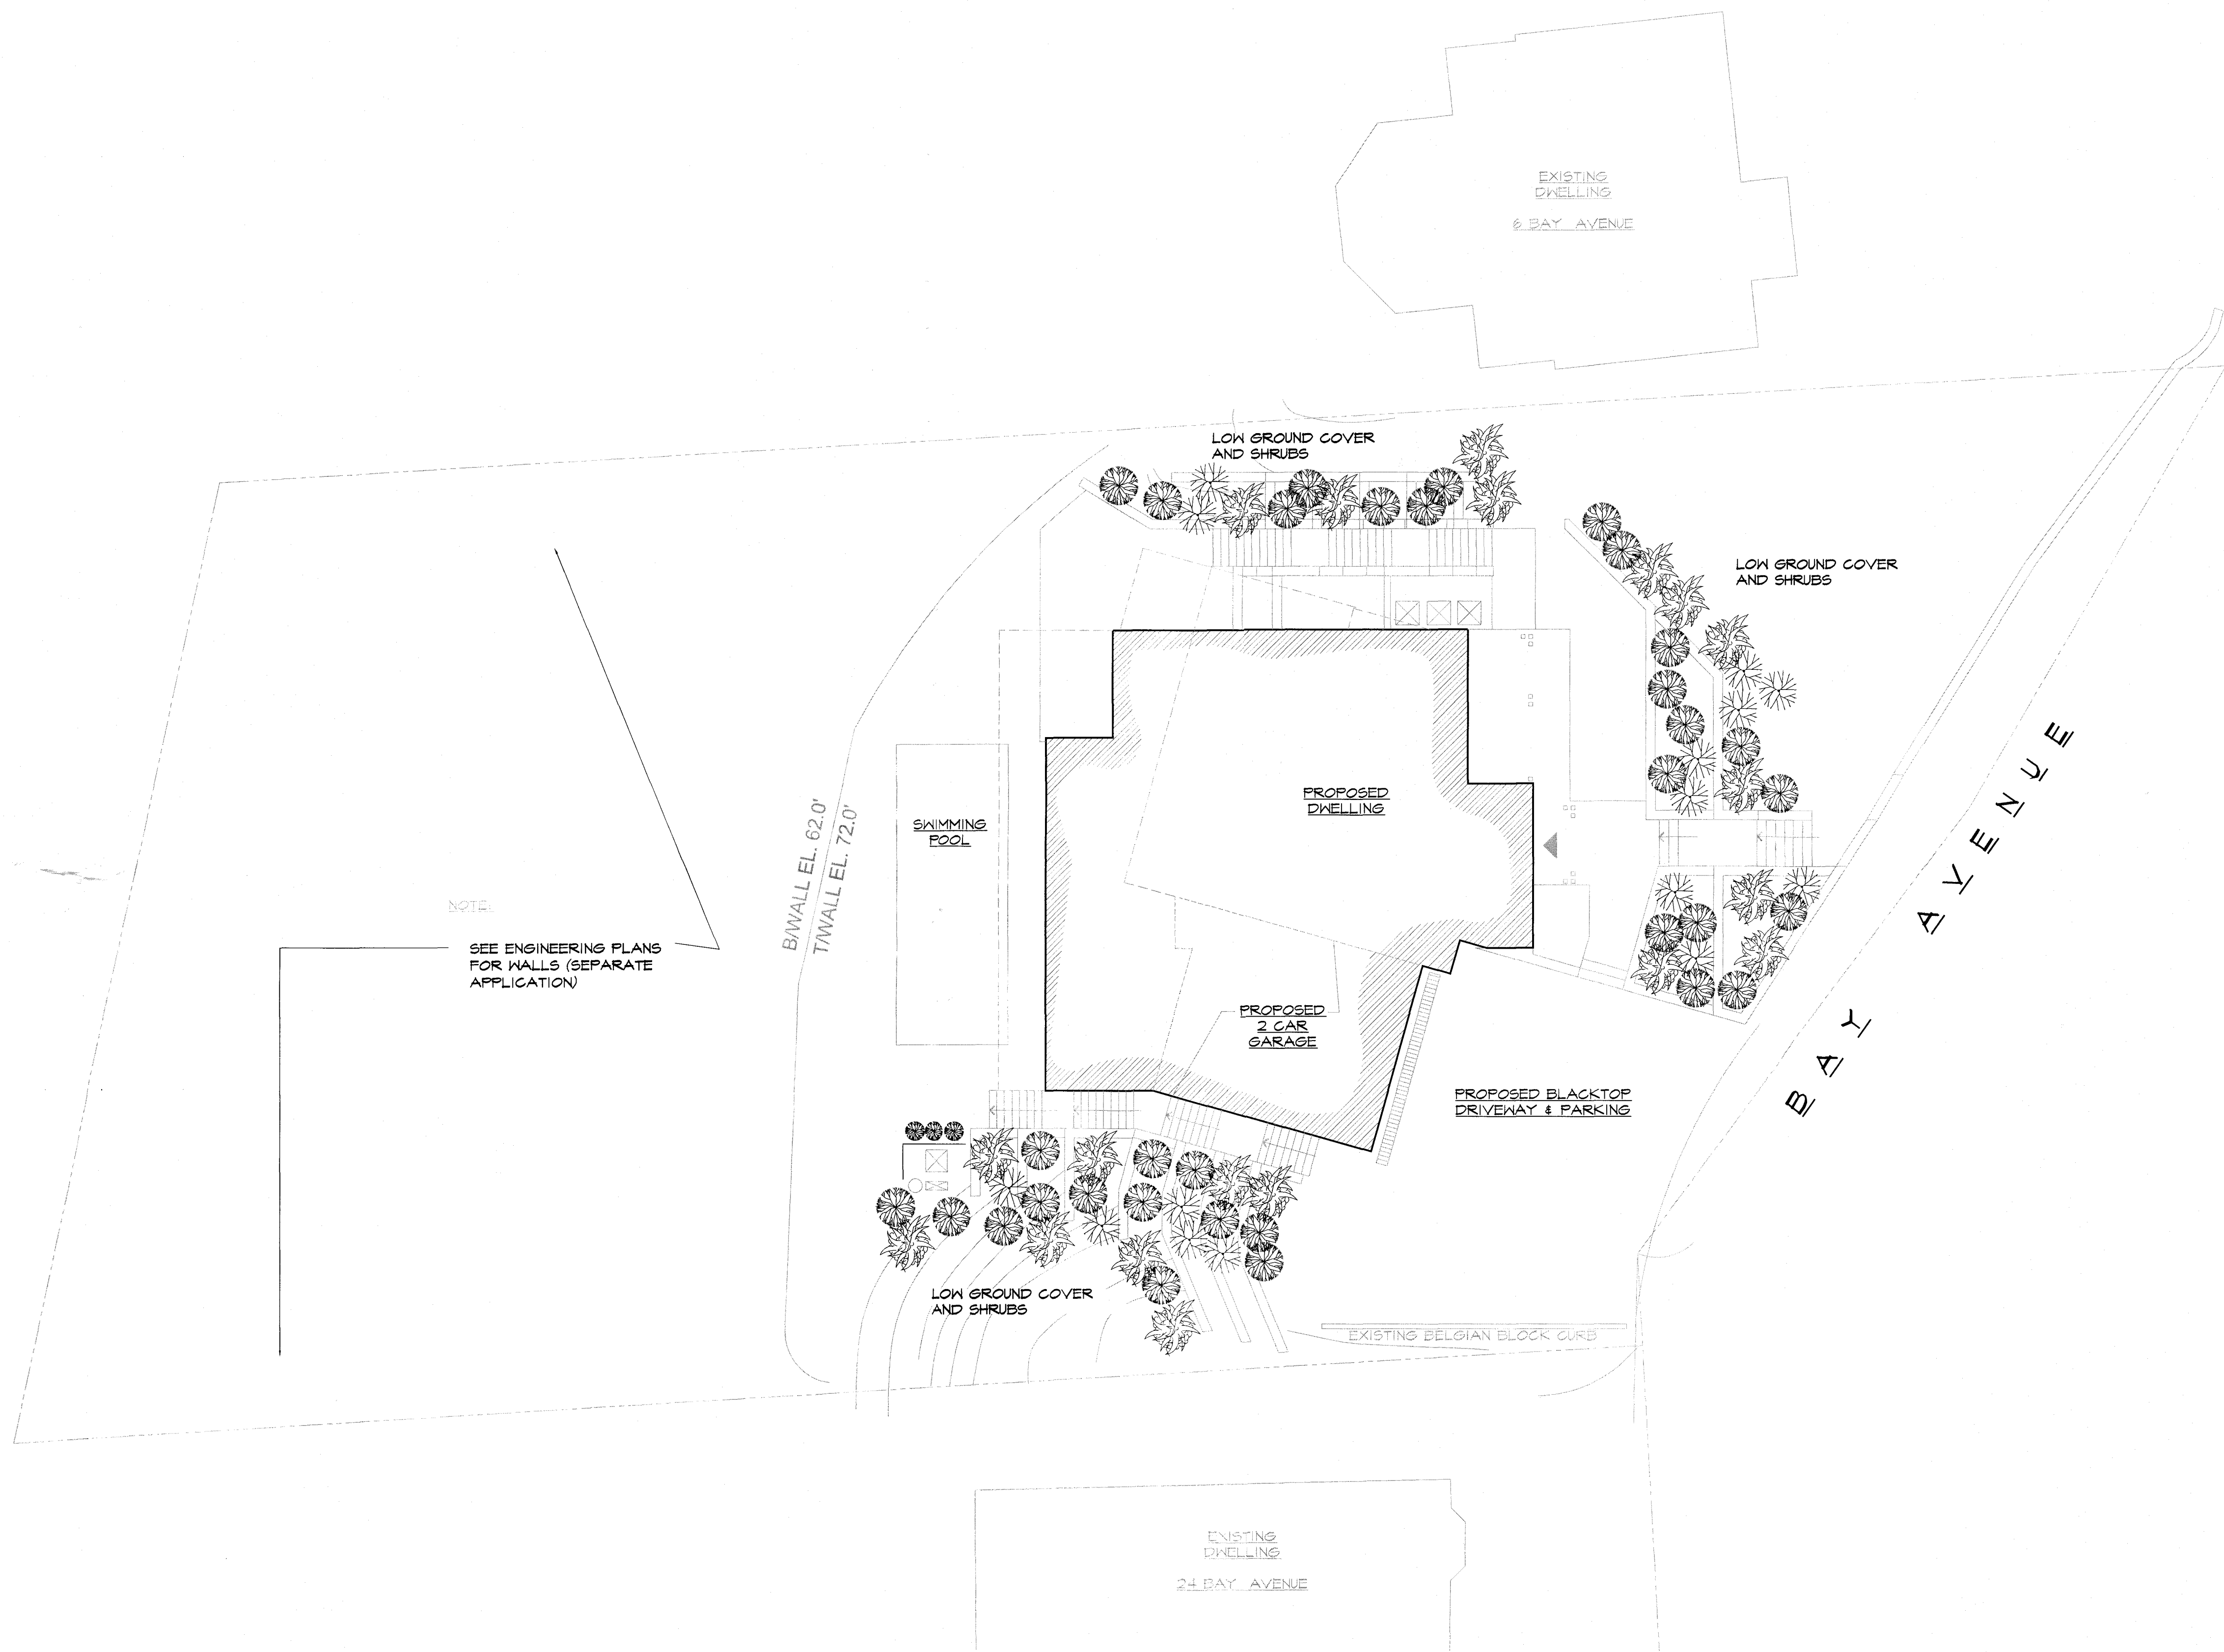 EXISTING
DWELLING
6 BAY AVENUE
LOW GROUND COVER
AND SHRUBS
LOW GROUND COVER
AND SHRUBS
BAY AVENUE
PROPOSED
DWELLING
SWIMMING
POOL
B/WALL EL. 62.0'
T/WALL EL. 72.0'
NOTE:
SEE ENGINEERING PLANS
FOR WALLS (SEPARATE
APPLICATION)
PROPOSED
2 CAR
GARAGE
PROPOSED BLACKTOP
DRIVEWAY & PARKING
LOW GROUND COVER
AND SHRUBS
EXISTING BELGIAN BLOCK CURB
EXISTING
DWELLING
24 BAY AVENUE